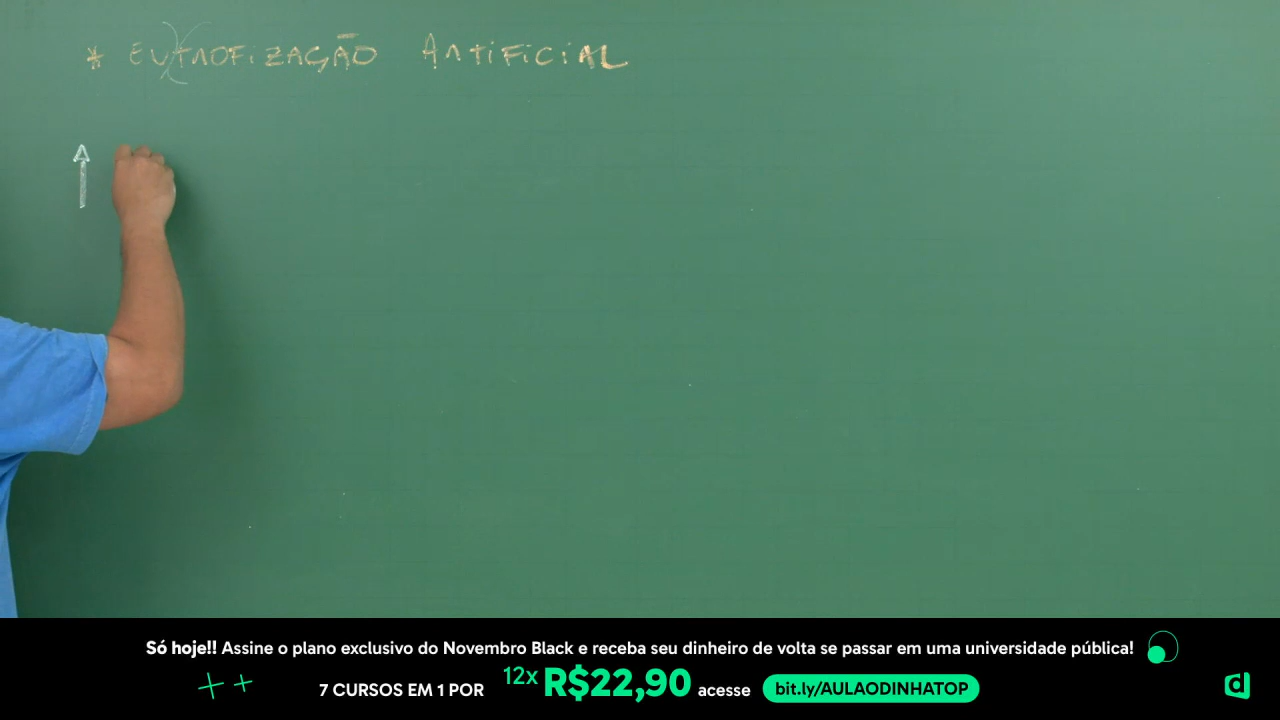 * EUTROFIZAÇÃO ARTIFICIAL
Só hoje!! Assine o plano exclusivo do Novembro Black e receba seu dinheiro de volta se passar em uma universidade pública!
7 CURSOS EM 1 POR 12x R$22,90 acesse bit.ly/AULAODINHATOP
d